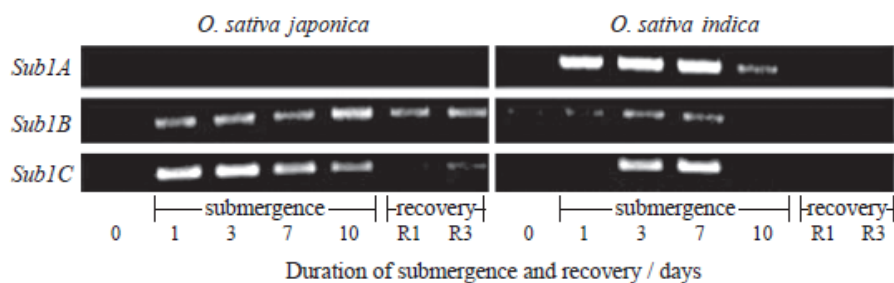 O. sativa japonica O. sativa indica
Sub1A
Sub1B
Sub1C
submergence recovery submergence recovery
0 1 3 7 10 R1 R3 0 1 3 7 10 R1 R3
Duration of submergence and recovery / days